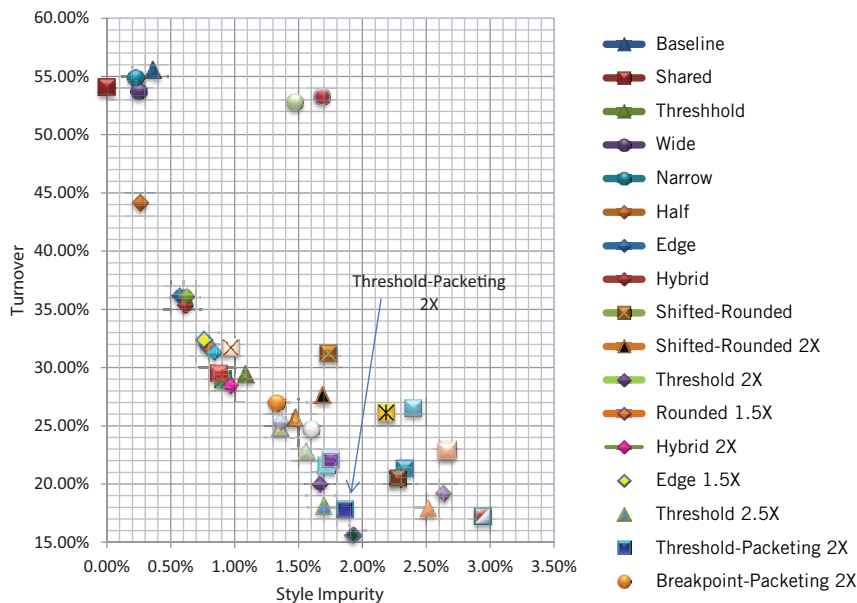 60.00%
55.00%
50.00%
45.00%
40.00%
35.00%
30.00%
25.00%
20.00%
15.00%
Turnover
0.00%
0.50%
1.00%
1.50%
2.00%
2.50%
3.00%
3.50%
Style Impurity
Threshold-Packeting
2X
Baseline
Shared
Threshhold
Wide
Narrow
Half
Edge
Hybrid
Shifted-Rounded
Shifted-Rounded 2X
Threshold 2X
Rounded 1.5X
Hybrid 2X
Edge 1.5X
Threshold 2.5X
Threshold-Packeting 2X
Breakpoint-Packeting 2X